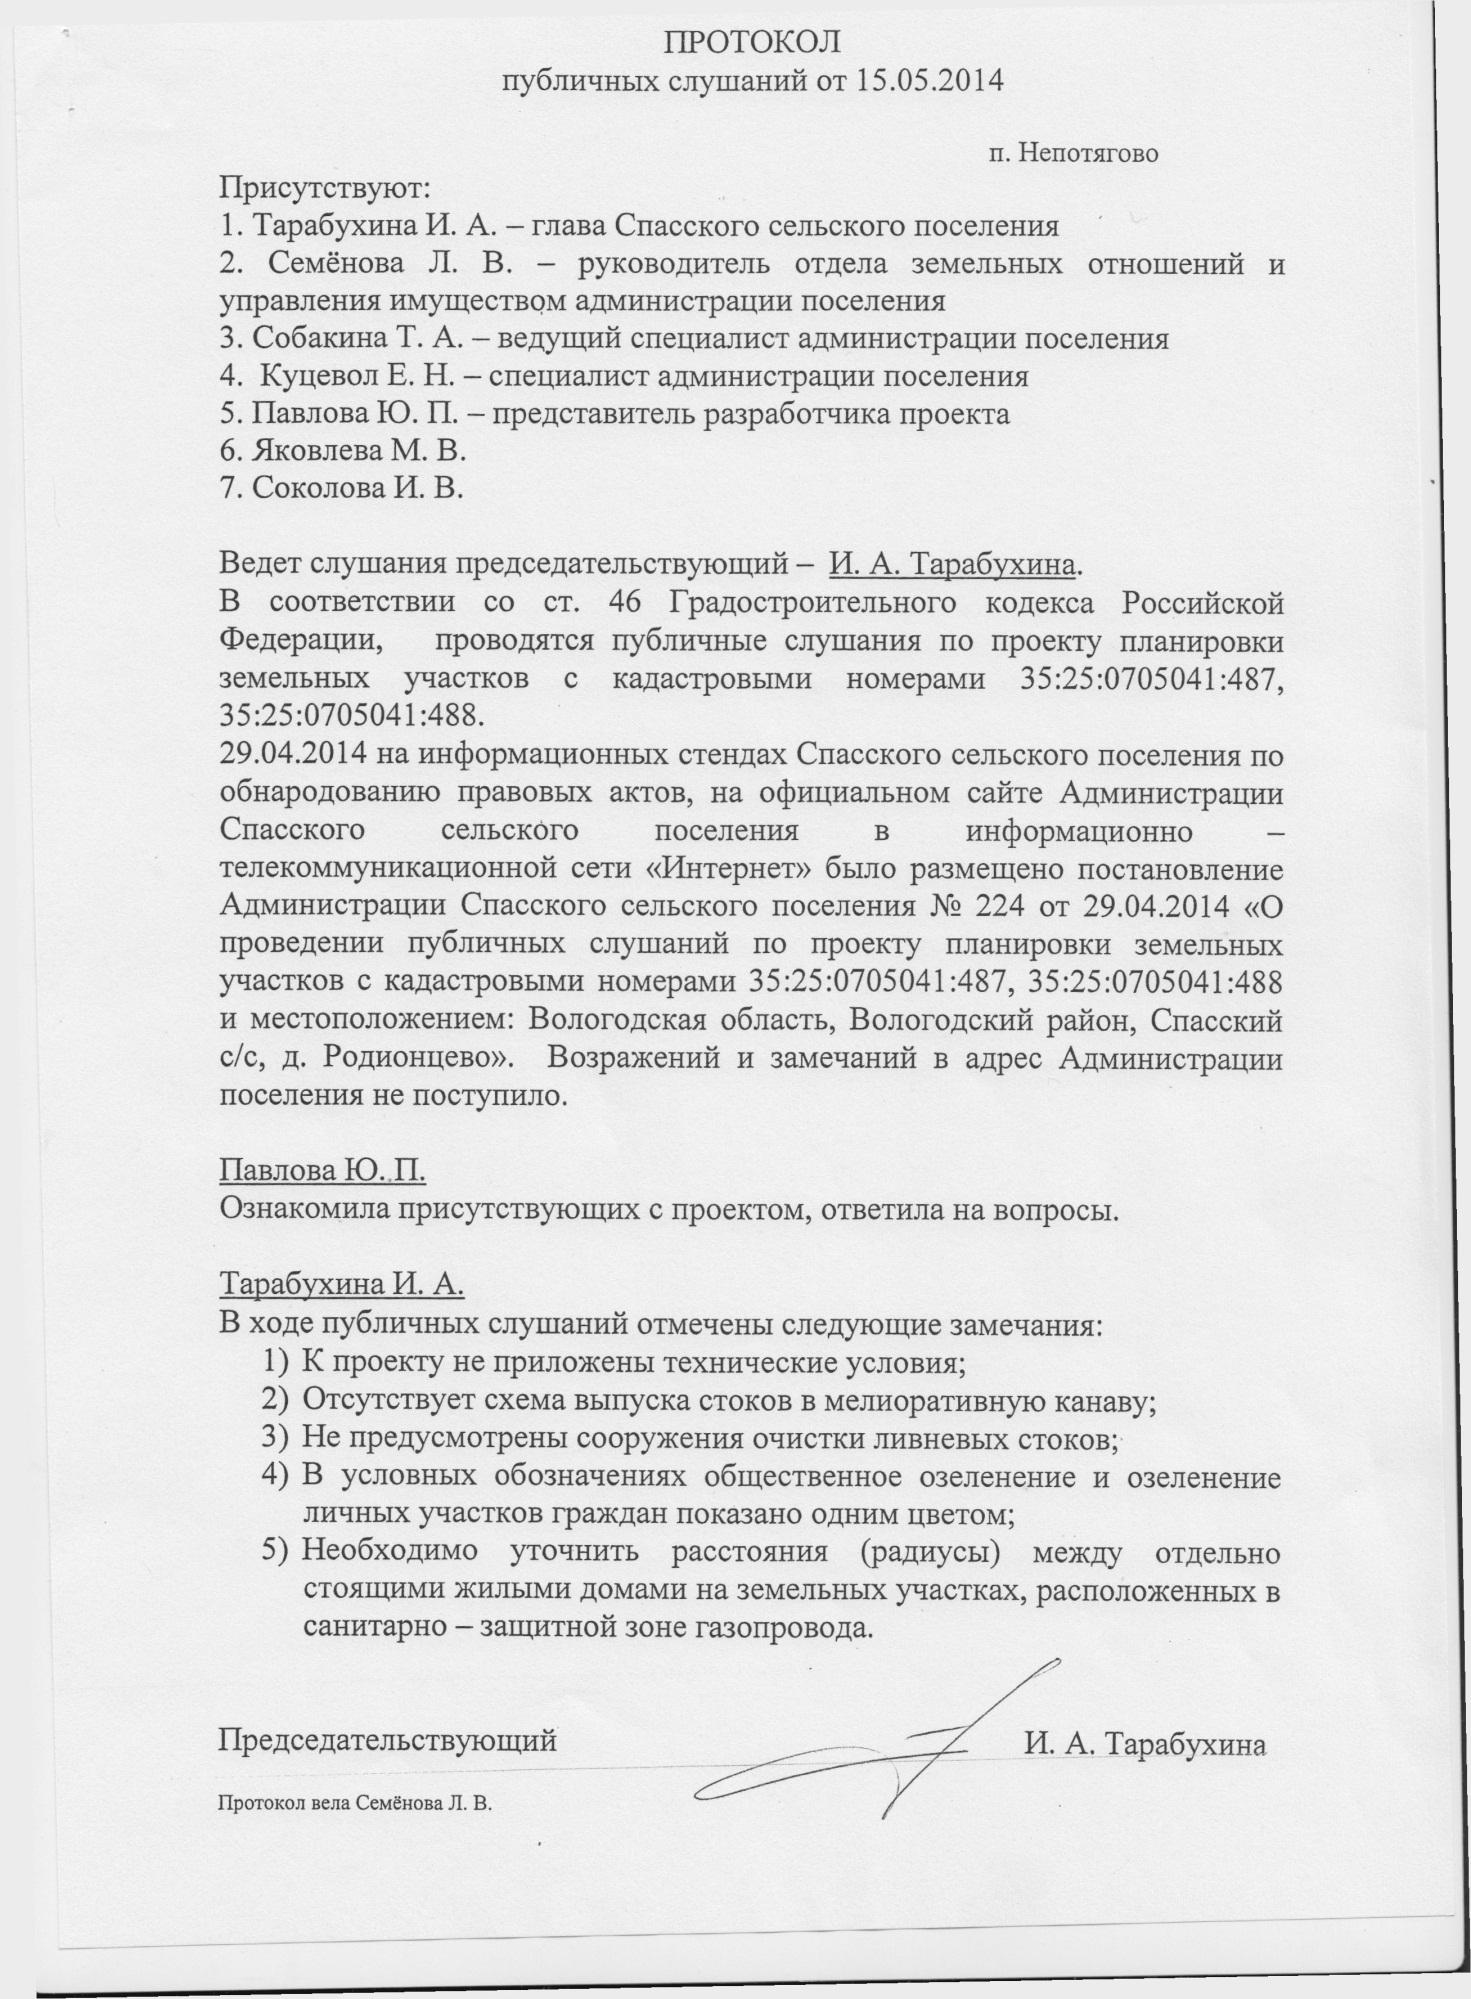 ПРОТОКОЛ
публичных слушаний от 15.05.2014
п. Непотягово
Присутствуют:
1. Тарабухина И. А. – глава Спасского сельского поселения
2. Семёнова Л. В. – руководитель отдела земельных отношений и
управления имуществом администрации поселения
3. Собакина Т. А. – ведущий специалист администрации поселения
4. Куцевол Е. Н. – специалист администрации поселения
5. Павлова Ю. П. – представитель разработчика проекта
6. Яковлева М. В.
7. Соколова И. В.
Ведет слушания председательствующий – И. А. Тарабухина.
В соответствии со ст. 46 Градостроительного кодекса Российской
Федерации, проводятся публичные слушания по проекту планировки
земельных участков с кадастровыми номерами 35:25:0705041:487,
35:25:0705041:488.
29.04.2014 на информационных стендах Спасского сельского поселения по
обнародованию правовых актов, на официальном сайте Администрации
Спасского сельского поселения в информационно –
телекоммуникационной сети «Интернет» было размещено постановление
Администрации Спасского сельского поселения № 224 от 29.04.2014 «О
проведении публичных слушаний по проекту планировки земельных
участков с кадастровыми номерами 35:25:0705041:487, 35:25:0705041:488
и местоположением: Вологодская область, Вологодский район, Спасский
с/с, д. Родионцево». Возражений и замечаний в адрес Администрации
поселения не поступило.
Павлова Ю. П.
Ознакомила присутствующих с проектом, ответила на вопросы.
Тарабухина И. А.
В ходе публичных слушаний отмечены следующие замечания:
1) К проекту не приложены технические условия;
2) Отсутствует схема выпуска стоков в мелиоративную канаву;
3) Не предусмотрены сооружения очистки ливневых стоков;
4) В условных обозначениях общественное озеленение и озеленение
личных участков граждан показано одним цветом;
5) Необходимо уточнить расстояния (радиусы) между отдельно
стоящими жилыми домами на земельных участках, расположенных в
санитарно – защитной зоне газопровода.
Председательствующий И. А. Тарабухина
Протокол вела Семёнова Л. В.